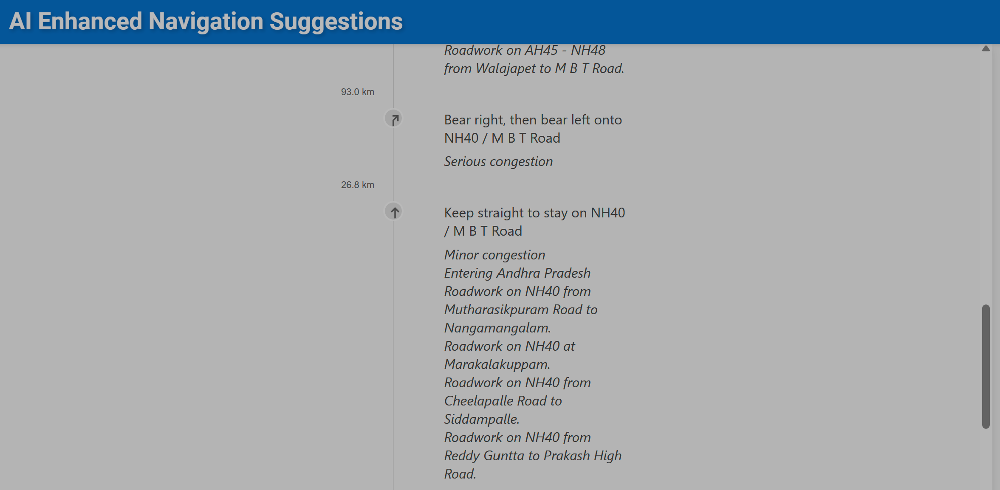 AI Enhanced Navigation Suggestions
Roadwork on AH45 - NH48
from Walajapet to M B T Road.
93.0 km
Bear right, then bear left onto
NH40 / M B T Road
Serious congestion
26.8 km
Keep straight to stay on NH40
/ M B T Road
Minor congestion
Entering Andhra Pradesh
Roadwork on NH40 from
Mutharasikpuram Road to
Nangamangalam.
Roadwork on NH40 at
Marakalakuppam.
Roadwork on NH40 from
Cheelapalle Road to
Siddampalle.
Roadwork on NH40 from
Reddy Guntta to Prakash High
Road.